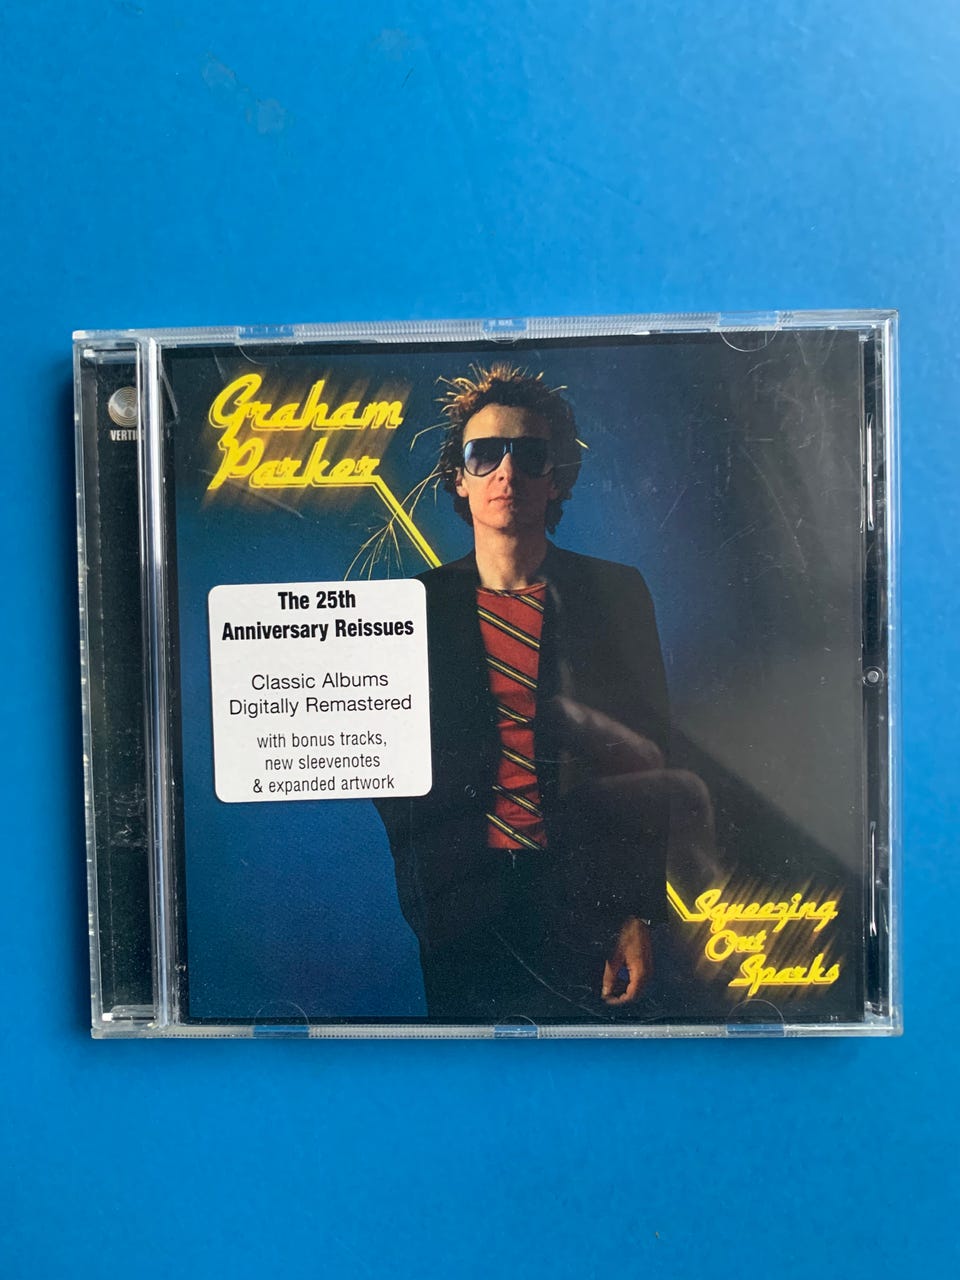 Graham
Parker
VERTI
The 25th
Anniversary Reissues
Classic Albums
Digitally Remastered
with bonus tracks,
new sleevenotes
& expanded artwork
Squeezing
Out
Sparks